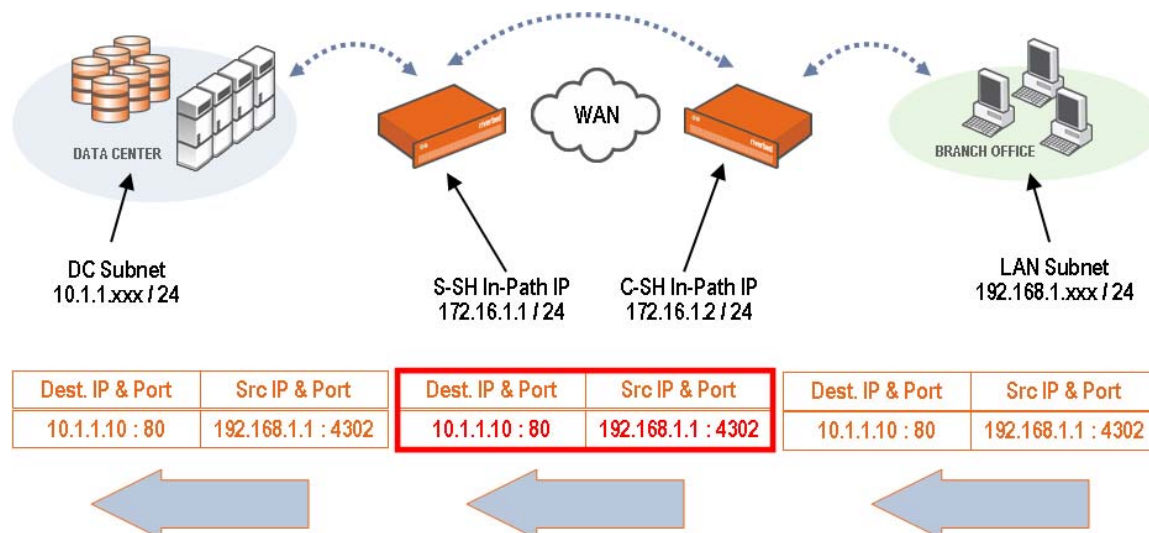 WAN
DATA CENTER
riverbed
riverbed
BRANCH OFFICE
DC Subnet
10.1.1.xxx / 24
S-SH In-Path IP
172.16.1.1 / 24
C-SH In-Path IP
172.16.1.2 / 24
LAN Subnet
192.168.1.xxx / 24
Dest. IP & Port Src IP & Port
10.1.1.10 : 80 192.168.1.1 : 4302
Dest. IP & Port Src IP & Port
10.1.1.10 : 80 192.168.1.1 : 4302
Dest. IP & Port Src IP & Port
10.1.1.10 : 80 192.168.1.1 : 4302